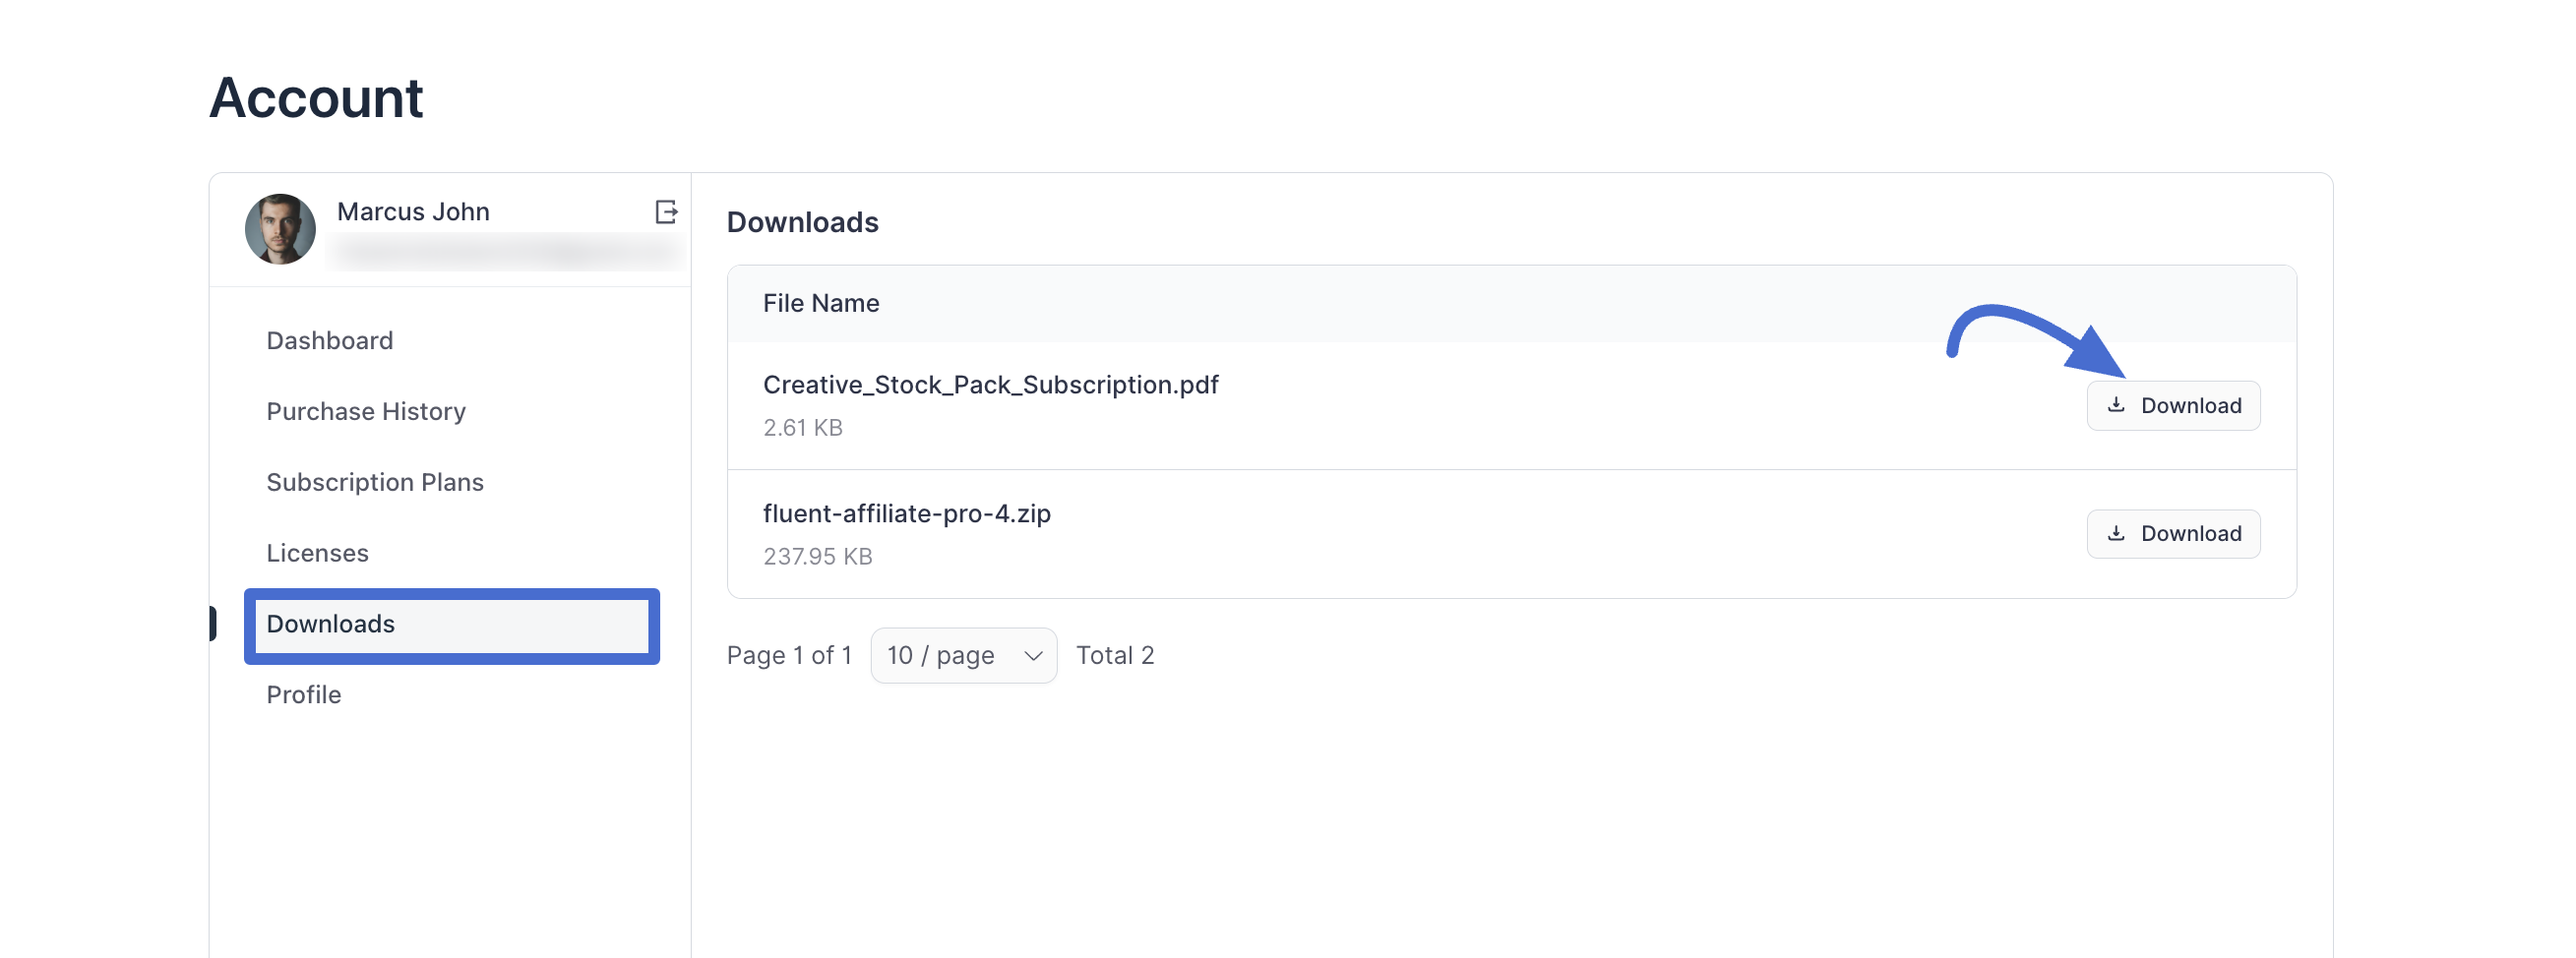 Account
Marcus John
Dashboard
Purchase History
Subscription Plans
Licenses
Downloads
Profile
Downloads
File Name
Creative_Stock_Pack_Subscription.pdf
2.61 KB
Download
fluent-affiliate-pro-4.zip
237.95 KB
Download
Page 1 of 1 10 / page Total 2